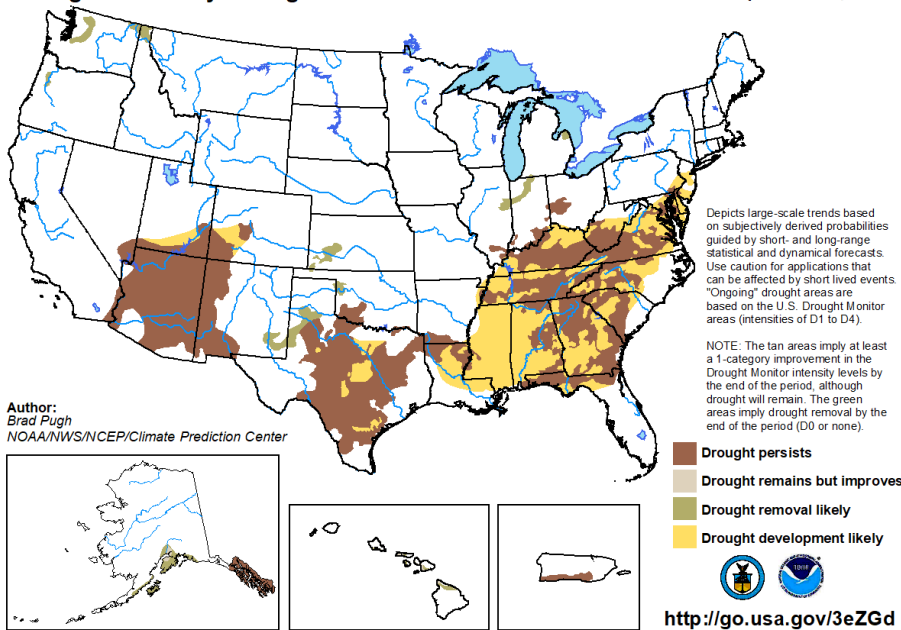 Depicts large-scale trends based
on subjectively derived probabilities
guided by short- and long-range
statistical and dynamical forecasts.
Use caution for applications that
can be affected by short lived events.
"Ongoing" drought areas are
based on the U.S. Drought Monitor
areas (intensities of D1 to D4).
NOTE: The tan areas imply at least
a 1-category improvement in the
Drought Monitor intensity levels by
the end of the period, although
drought will remain. The green
areas imply drought removal by the
end of the period (D0 or none).
Author:
Brad Pugh
NOAA/NWS/NCEP/Climate Prediction Center
Drought persists
Drought remains but improves
Drought removal likely
Drought development likely
http://go.usa.gov/3eZGd